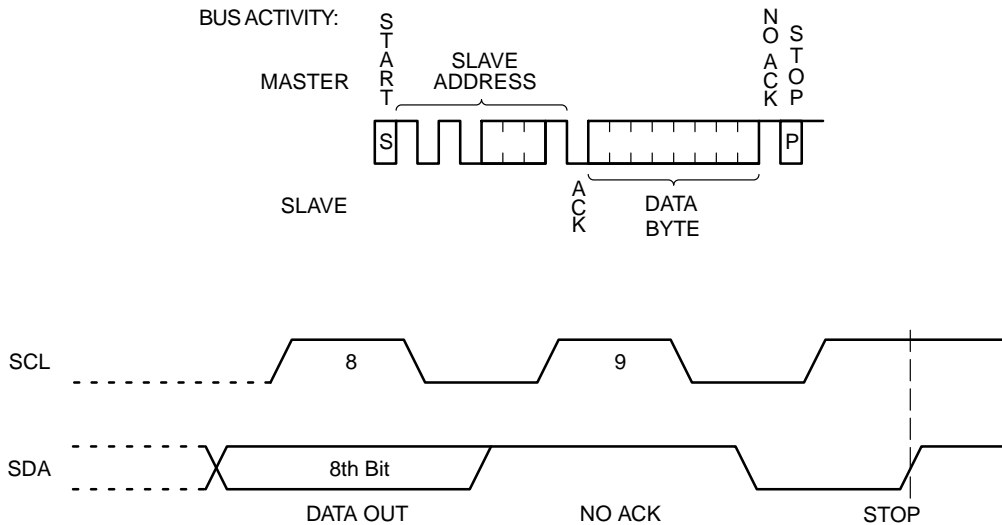 BUS ACTIVITY:
MASTER
START
SLAVE
ADDRESS
NO ACK
STOP
S
P
SLAVE
ACK
DATA
BYTE
SCL
8
9
SDA
8th Bit
DATA OUT
NO ACK
STOP